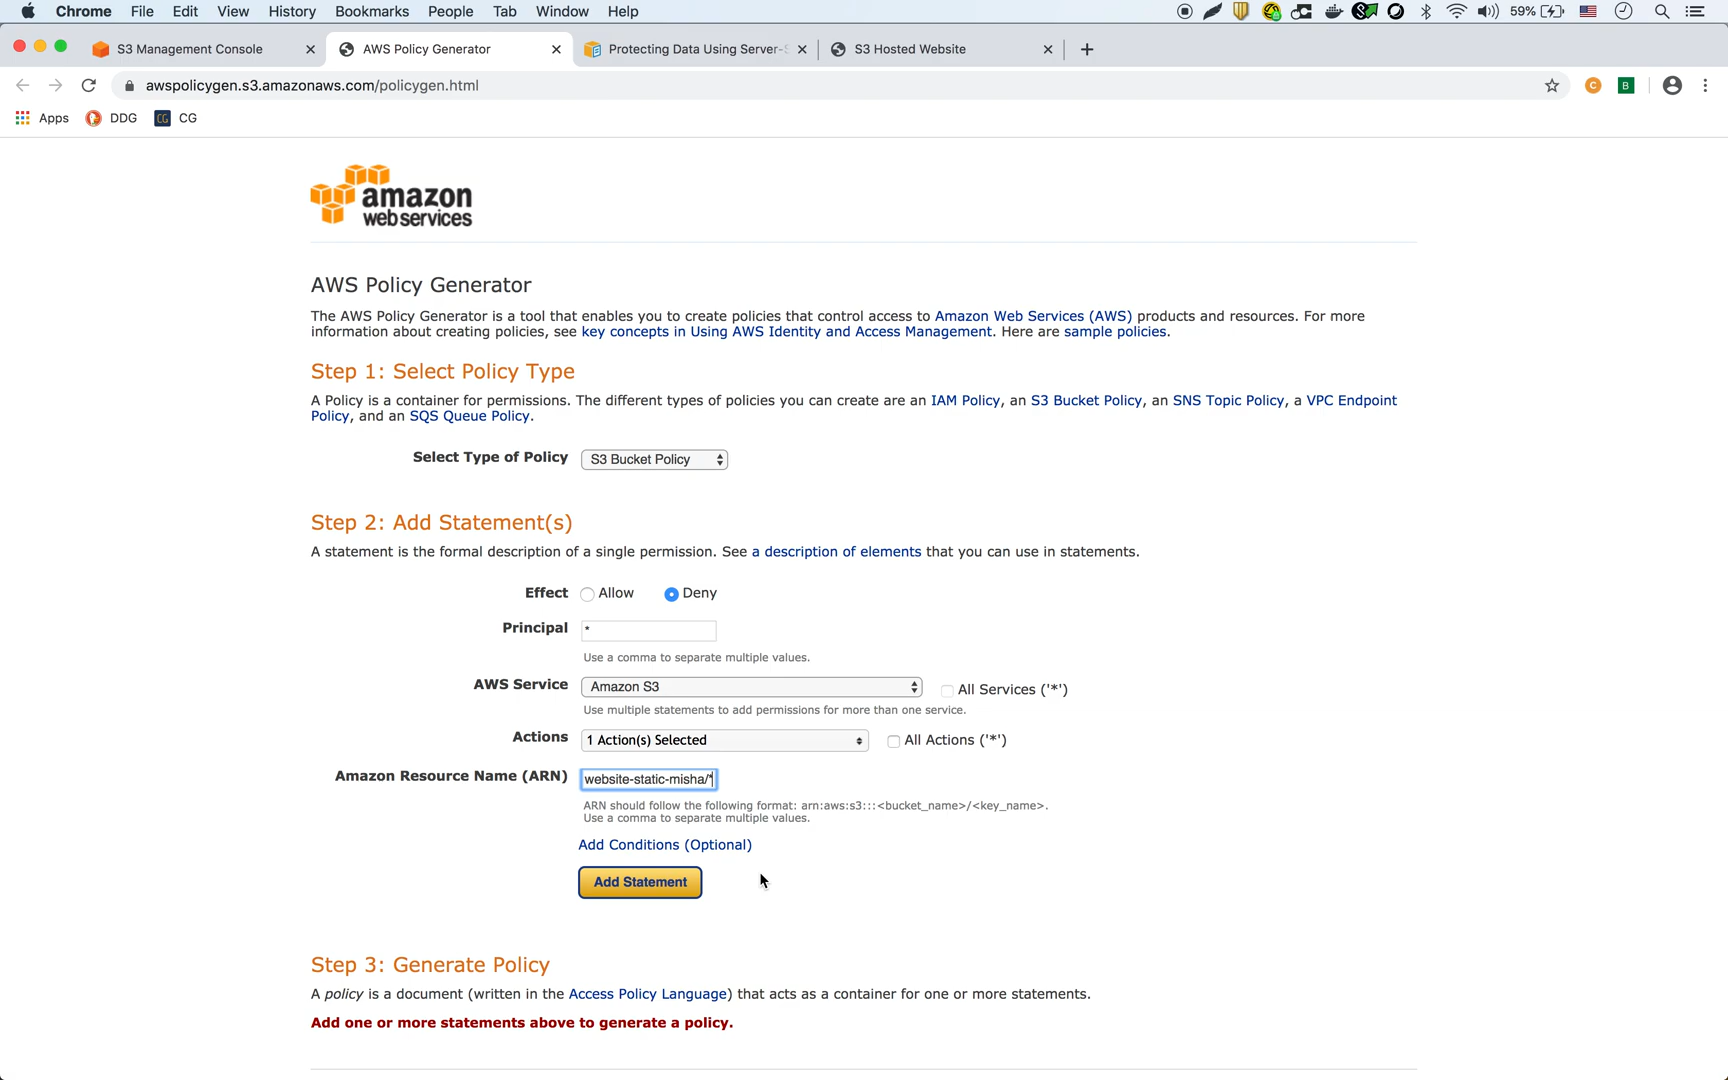 Chrome File Edit View History Bookmarks People Tab Window Help 59%
S3 Management Console AWS Policy Generator Protecting Data Using Server-S S3 Hosted Website
awspolicygen.s3.amazonaws.com/policygen.html
Apps DDG CG CG
amazon
web services
AWS Policy Generator
The AWS Policy Generator is a tool that enables you to create policies that control access to Amazon Web Services (AWS) products and resources. For more
information about creating policies, see key concepts in Using AWS Identity and Access Management. Here are sample policies.
Step 1: Select Policy Type
A Policy is a container for permissions. The different types of policies you can create are an IAM Policy, an S3 Bucket Policy, an SNS Topic Policy, a VPC Endpoint
Policy, and an SQS Queue Policy.
Select Type of Policy S3 Bucket Policy
Step 2: Add Statement(s)
A statement is the formal description of a single permission. See a description of elements that you can use in statements.
Effect Allow Deny
Principal *
Use a comma to separate multiple values.
AWS Service Amazon S3 All Services ('*')
Use multiple statements to add permissions for more than one service.
Actions 1 Action(s) Selected All Actions ('*')
Amazon Resource Name (ARN) website-static-misha/*
ARN should follow the following format: arn:aws:s3:::<bucket_name>/<key_name>.
Use a comma to separate multiple values.
Add Conditions (Optional)
Add Statement
Step 3: Generate Policy
A policy is a document (written in the Access Policy Language) that acts as a container for one or more statements.
Add one or more statements above to generate a policy.